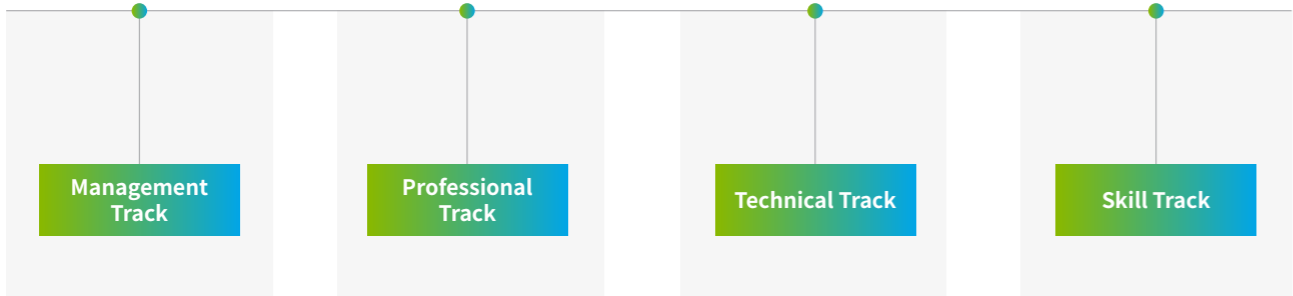 Management
Track
Professional
Track
Technical Track
Skill Track